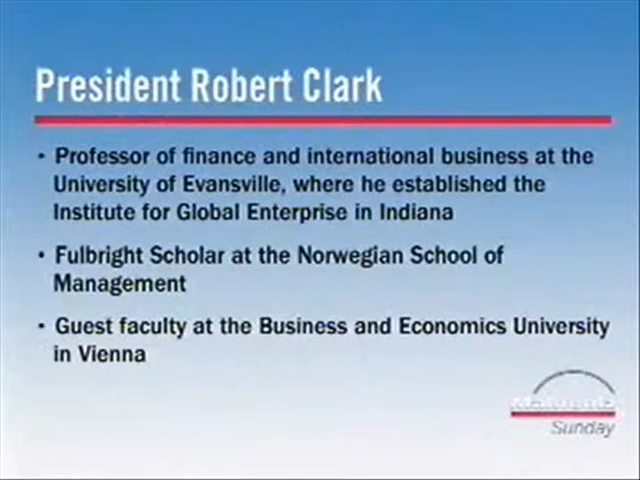 President Robert Clark
• Professor of finance and international business at the
University of Evansville, where he established the
Institute for Global Enterprise in Indiana
• Fulbright Scholar at the Norwegian School of
Management
• Guest faculty at the Business and Economics University
in Vienna
Sunday